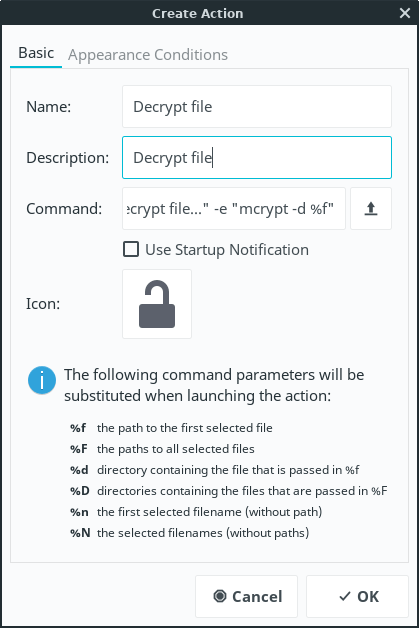 Create Action
Basic Appearance Conditions
Name: Decrypt file
Description: Decrypt file
Command: ecrypt file..." -e "mcrypt -d %f"
Use Startup Notification
Icon:
The following command parameters will be
substituted when launching the action:
%f the path to the first selected file
%F the paths to all selected files
%d directory containing the file that is passed in %f
%D directories containing the files that are passed in %F
%n the first selected filename (without path)
%N the selected filenames (without paths)
Cancel OK